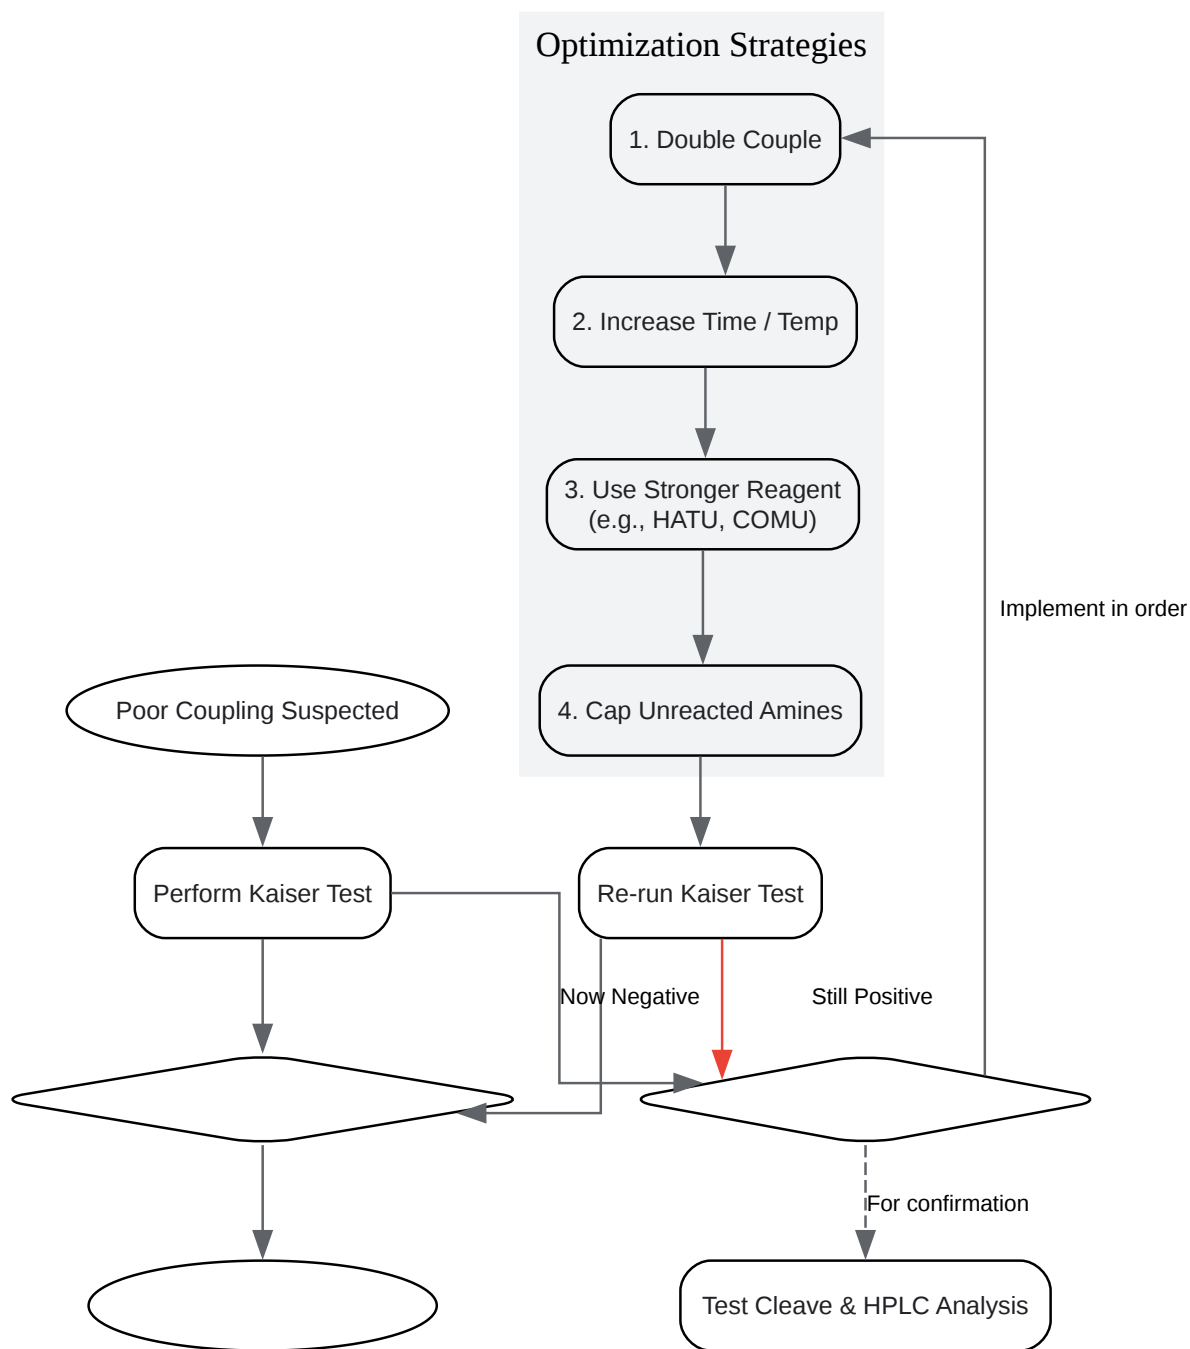 Optimization Strategies
1. Double Couple
2. Increase Time / Temp
3. Use Stronger Reagent
(e.g., HATU, COMU)
Implement in order
Poor Coupling Suspected
4. Cap Unreacted Amines
Perform Kaiser Test
Re-run Kaiser Test
Now Negative
Still Positive
For confirmation
Test Cleave & HPLC Analysis